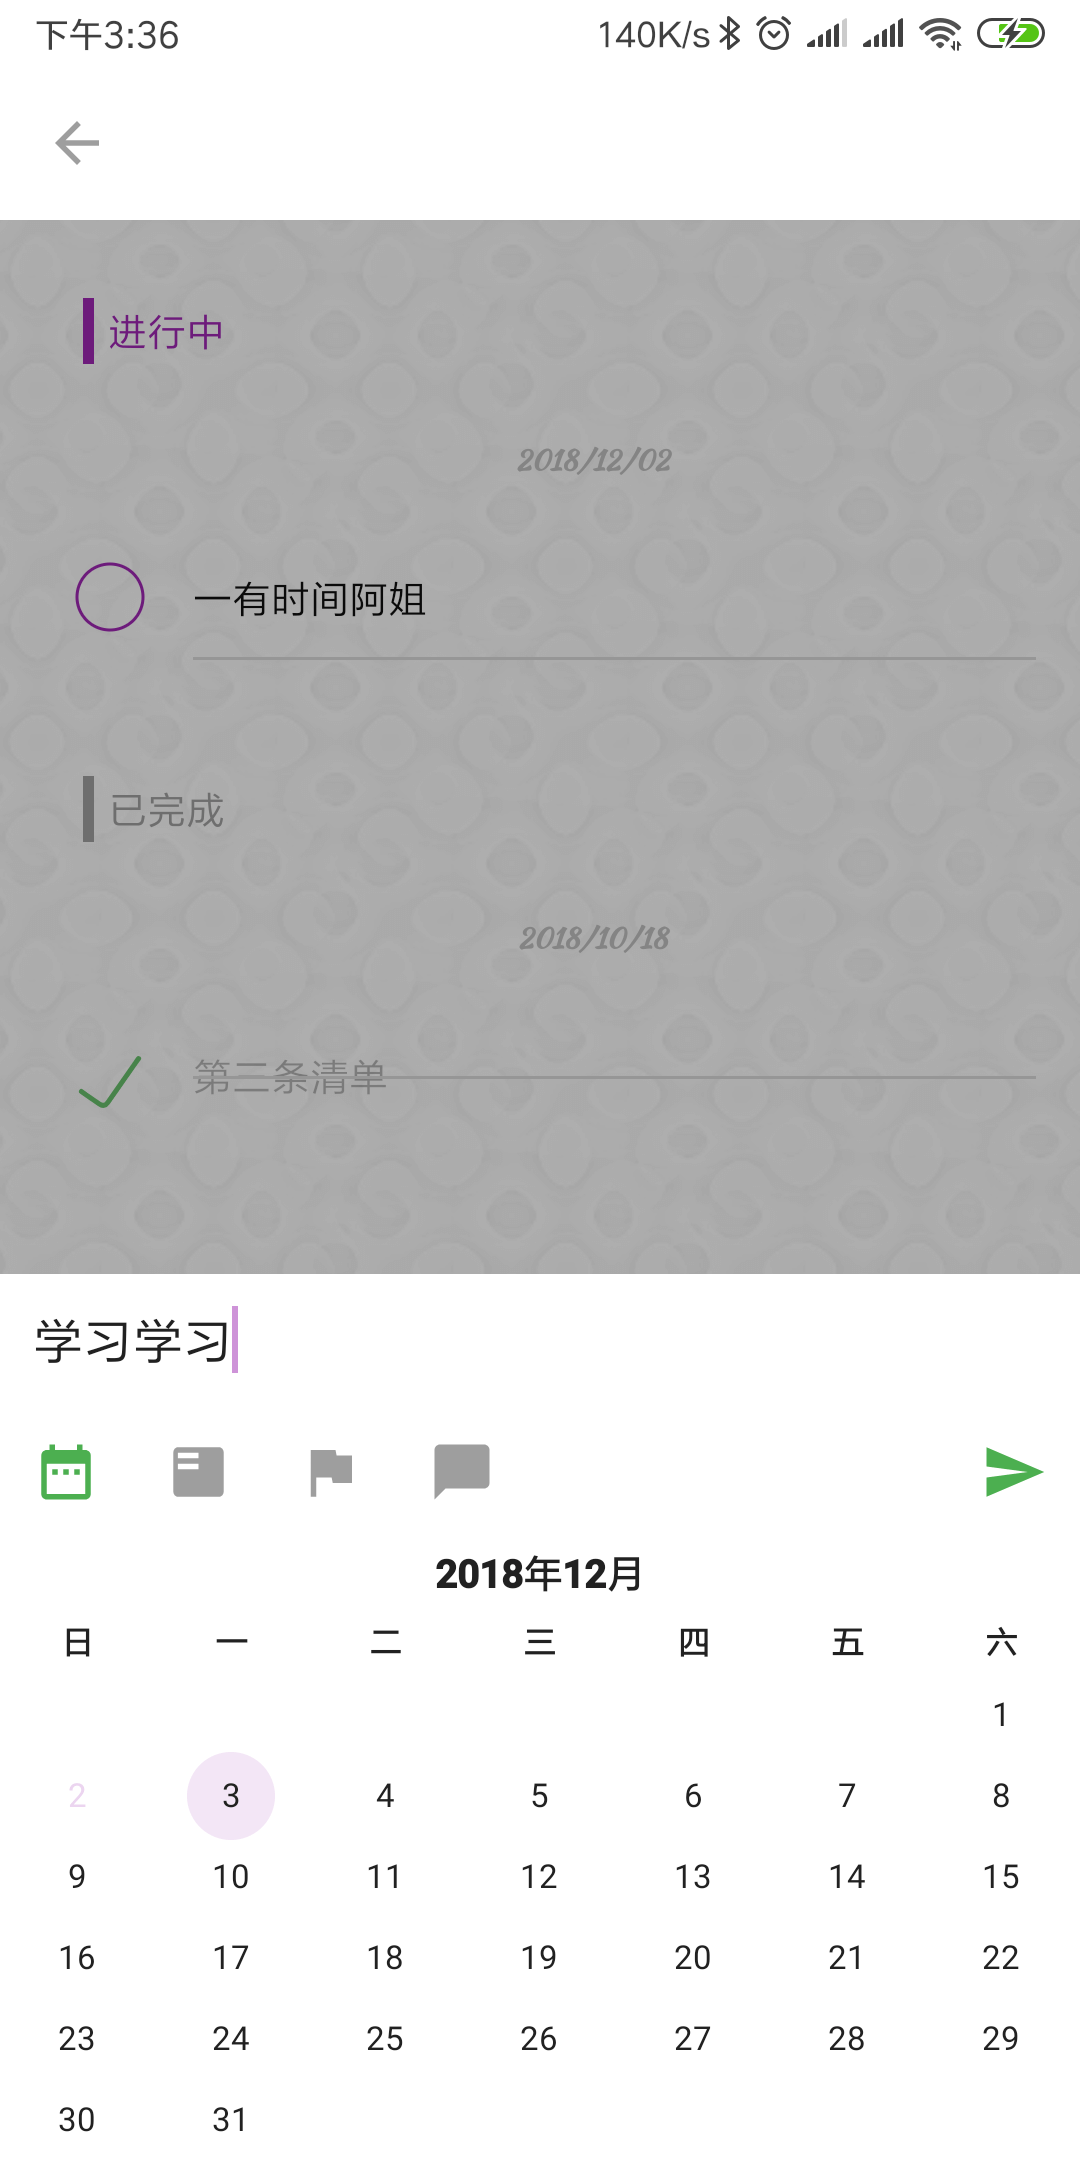 下午3:36 140K/s
进行中
2018/12/02
一有时间阿姐
已完成
2018/10/18
第三条清单
学习学习
2018年12月
日 一 二 三 四 五 六
1
2 3 4 5 6 7 8
9 10 11 12 13 14 15
16 17 18 19 20 21 22
23 24 25 26 27 28 29
30 31